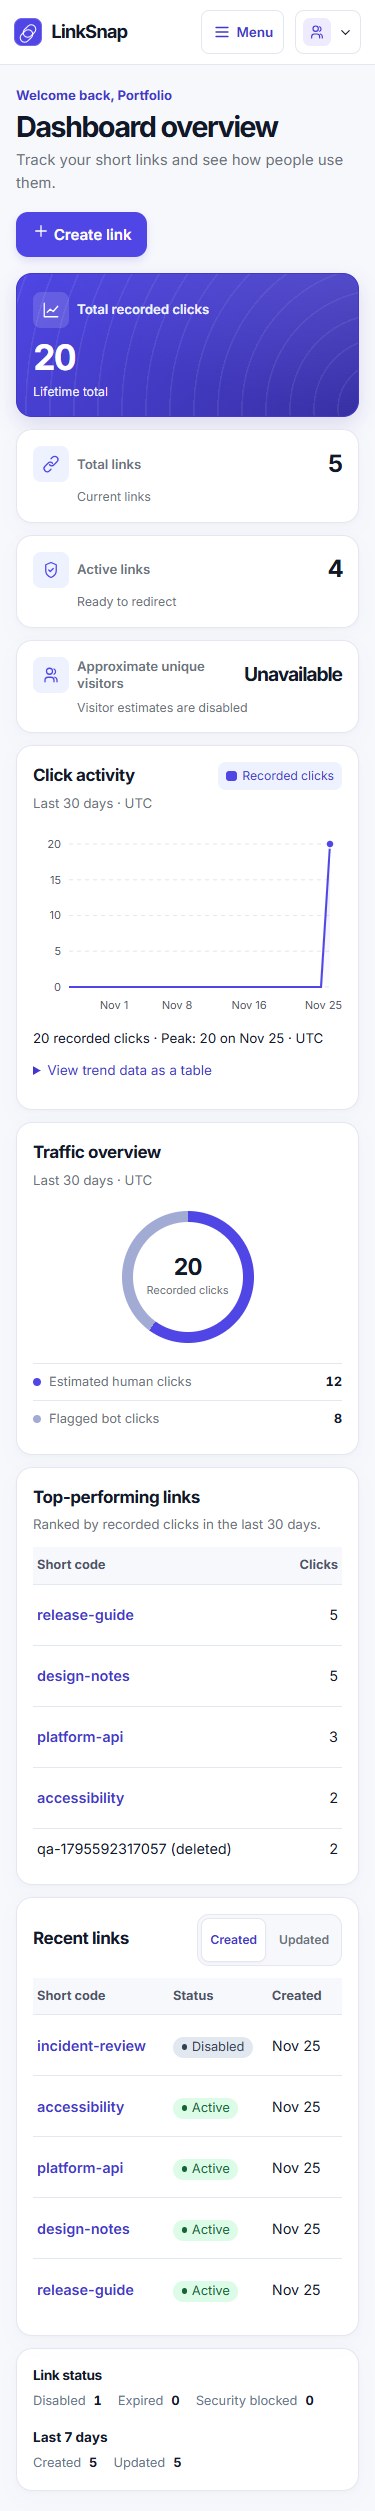 LinkSnap
Menu
Welcome back, Portfolio
Dashboard overview
Track your short links and see how people use
them.
+ Create link
Total recorded clicks
20
Lifetime total
Total links 5
Current links
Active links 4
Ready to redirect
Approximate unique
visitors
Unavailable
Visitor estimates are disabled
Click activity
Recorded clicks
Last 30 days · UTC
20
15
10
5
0
Nov 1 Nov 8 Nov 16 Nov 25
20 recorded clicks · Peak: 20 on Nov 25 · UTC
View trend data as a table
Traffic overview
Last 30 days · UTC
20
Recorded clicks
Estimated human clicks 12
Flagged bot clicks 8
Top-performing links
Ranked by recorded clicks in the last 30 days.
Short code Clicks
release-guide 5
design-notes 5
platform-api 3
accessibility 2
qa-1795592317057 (deleted) 2
Recent links
Created Updated
Short code Status Created
incident-review Disabled Nov 25
accessibility Active Nov 25
platform-api Active Nov 25
design-notes Active Nov 25
release-guide Active Nov 25
Link status
Disabled 1 Expired 0 Security blocked 0
Last 7 days
Created 5 Updated 5